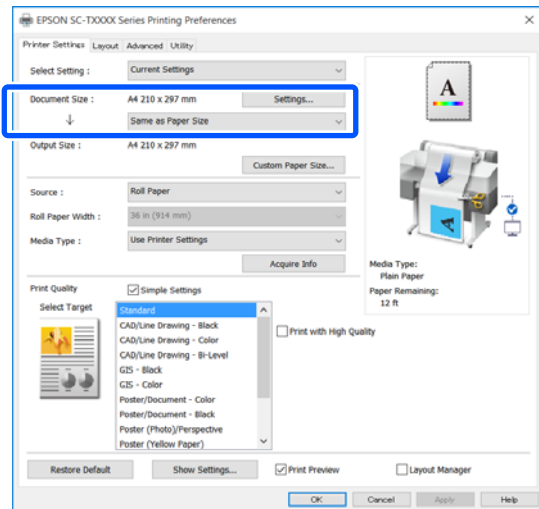 EPSON SC-TXXXX Series Printing Preferences
Printer Settings Layout Advanced Utility
Select Setting : Current Settings
Document Size : A4 210 x 297 mm Settings...
↓ Same as Paper Size
Output Size : A4 210 x 297 mm
Custom Paper Size...
Source : Roll Paper
Roll Paper Width : 36 in (914 mm)
Media Type : Use Printer Settings
Acquire Info
A
Media Type:
Plain Paper
Paper Remaining:
12 ft
Print Quality Simple Settings
Select Target
Standard
CAD/Line Drawing - Black
CAD/Line Drawing - Color
CAD/Line Drawing - Bi-Level
GIS - Black
GIS - Color
Poster/Document - Color
Poster/Document - Black
Poster (Photo)/Perspective
Poster (Yellow Paper)
Print with High Quality
Restore Default Show Settings... Print Preview Layout Manager
OK Cancel Apply Help